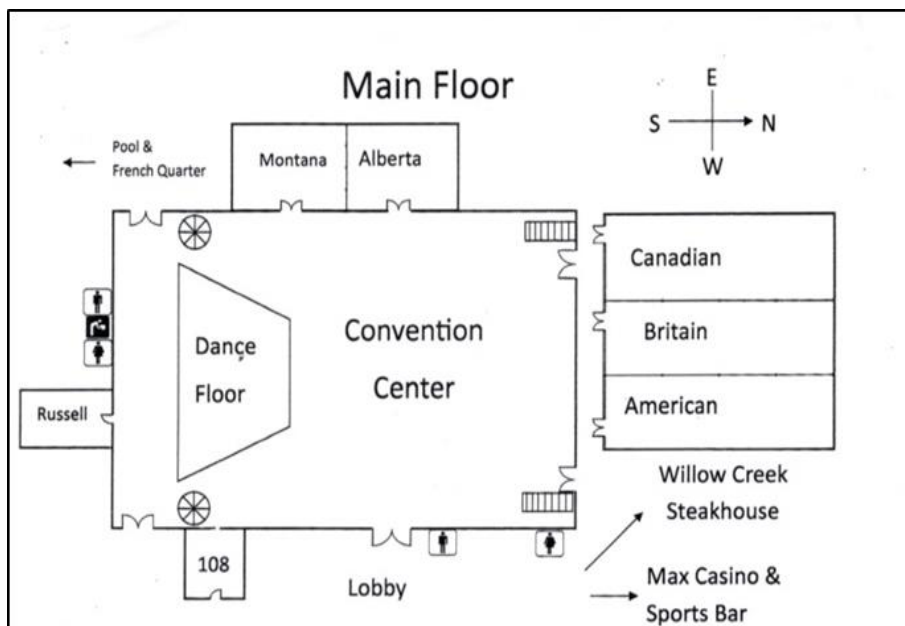 Main Floor
E
S N
W
Pool &
French Quarter
Montana
Alberta
Canadian
Dance
Floor
Convention
Center
Britain
Russell
American
Willow Creek
Steakhouse
108
Lobby
Max Casino &
Sports Bar